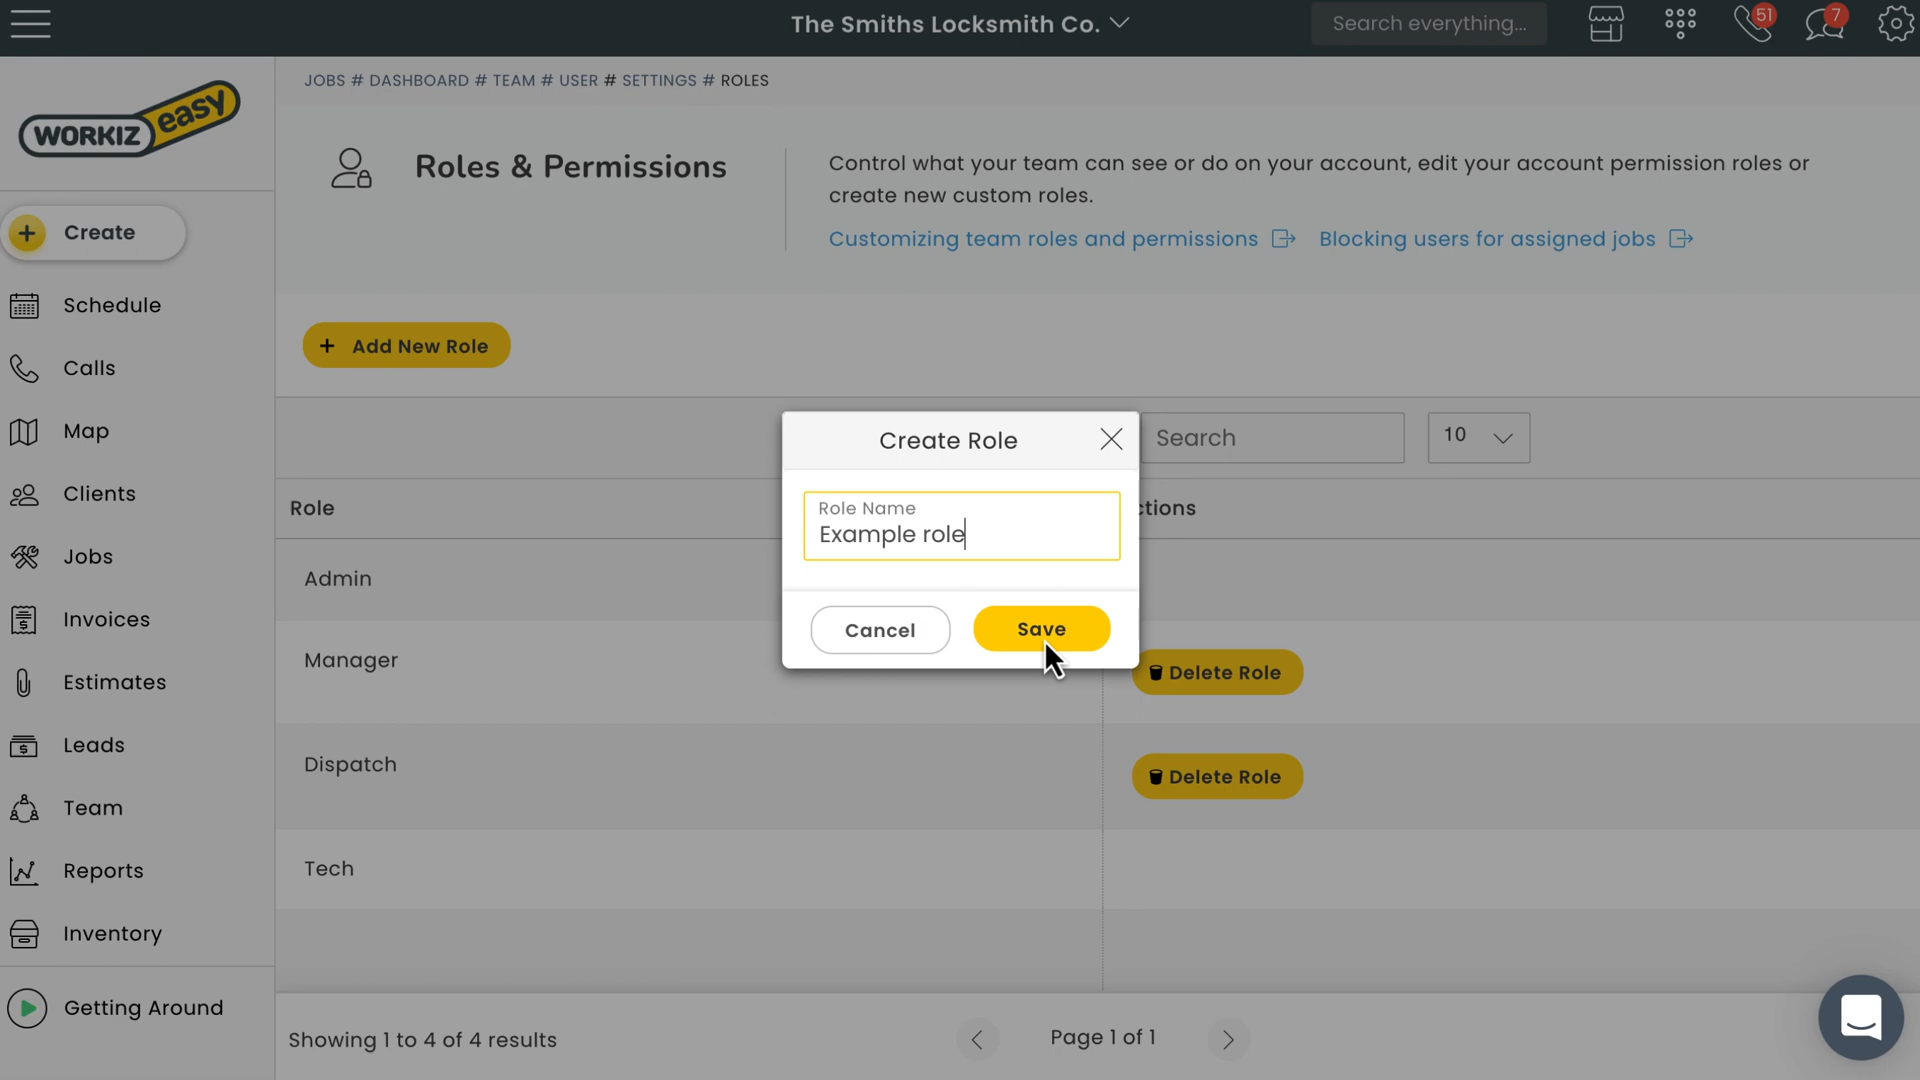 The Smiths Locksmith Co.
Search everything...
51
7
WORKIZ easy
JOBS # DASHBOARD # TEAM # USER # SETTINGS # ROLES
Roles & Permissions
Control what your team can see or do on your account, edit your account permission roles or
create new custom roles.
Customizing team roles and permissions
Blocking users for assigned jobs
Create
Schedule
Calls
Map
Clients
Jobs
Invoices
Estimates
Leads
Team
Reports
Inventory
Getting Around
+ Add New Role
Search
10
Role
ctions
Admin
Manager
Delete Role
Dispatch
Delete Role
Tech
Create Role
Role Name
Example role
Cancel
Save
Showing 1 to 4 of 4 results
Page 1 of 1